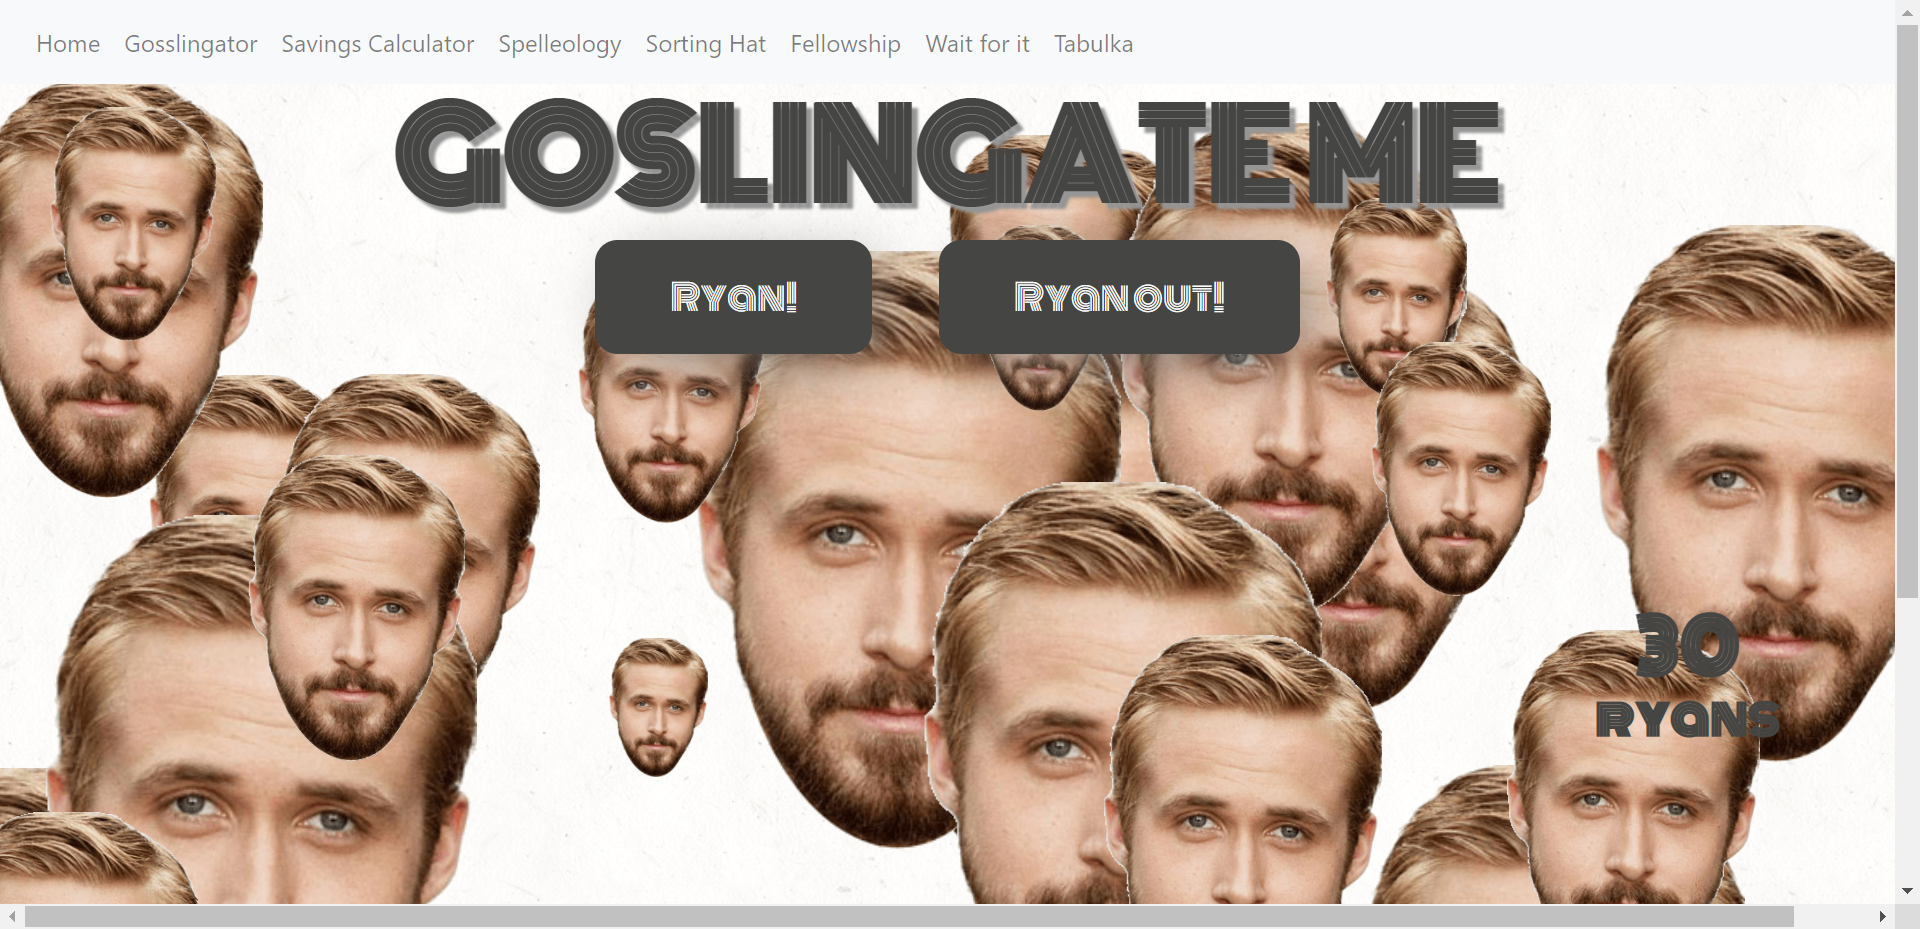 Home Gosslingator Savings Calculator Spelleology Sorting Hat Fellowship Wait for it Tabulka
GOSLINGATE ME
Ryan! Ryan out!
30
Ryans